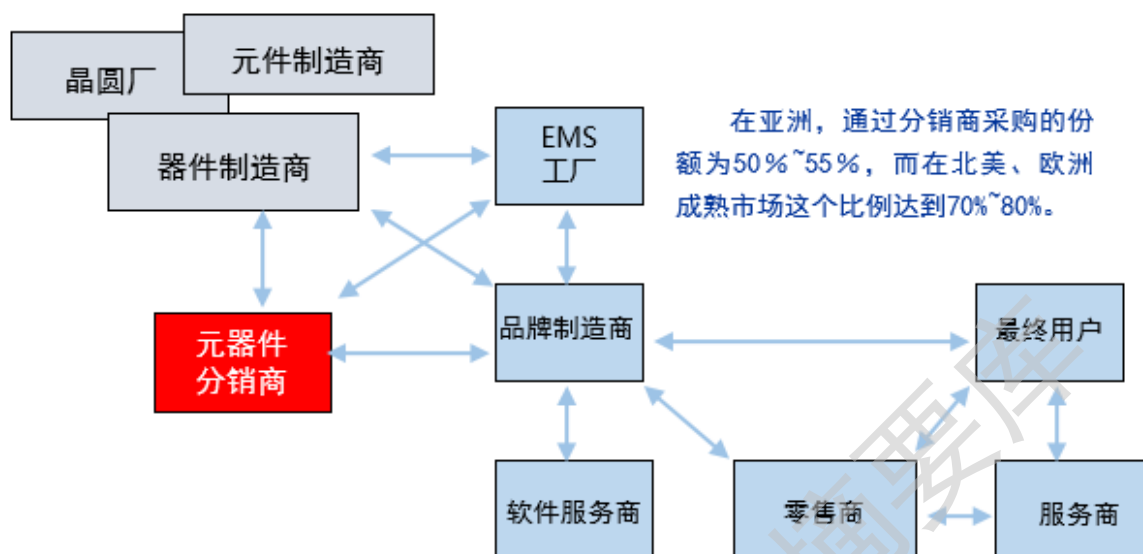 元件制造商
晶圆厂
器件制造商
EMS
工厂
在亚洲，通过分销商采购的份
额为50%~55%，而在北美、欧洲
成熟市场这个比例达到70%~80%。
元器件
分销商
品牌制造商
最终用户
软件服务商
零售商
服务商
摘要库